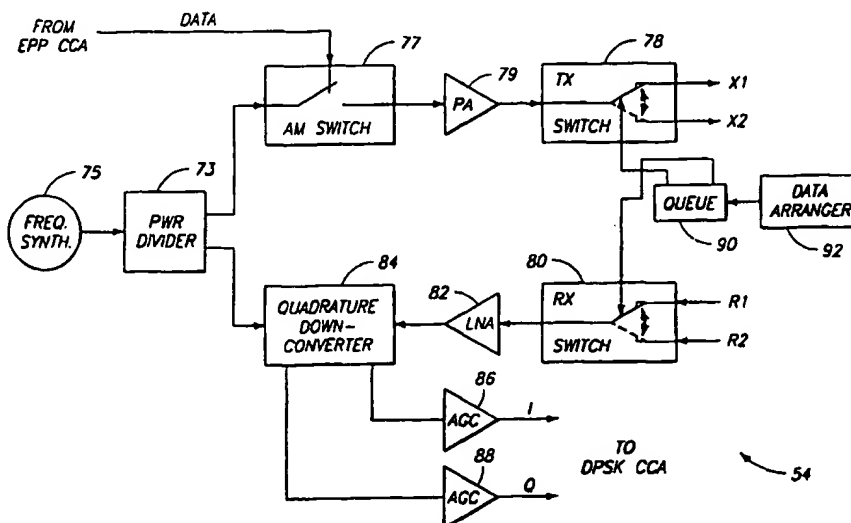 FROM
EPP CCA
DATA
77
AM SWITCH
79
PA
78
TX
SWITCH
X1
X2
75
FREQ.
SYNTH.
73
PWR
DIVIDER
QUEUE
90
DATA
ARRANGER
92
84
QUADRATURE
DOWN-
CONVERTER
82
LNA
80
RX
SWITCH
R1
R2
86
AGC
I
88
AGC
Q
TO
DPSK CCA
54